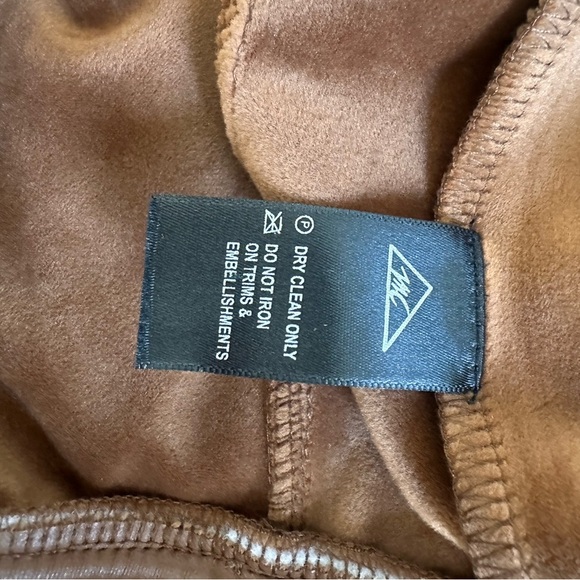 Ⓟ DRY CLEAN ONLY
DO NOT IRON
ON TRIMS &
EMBELLISHMENTS